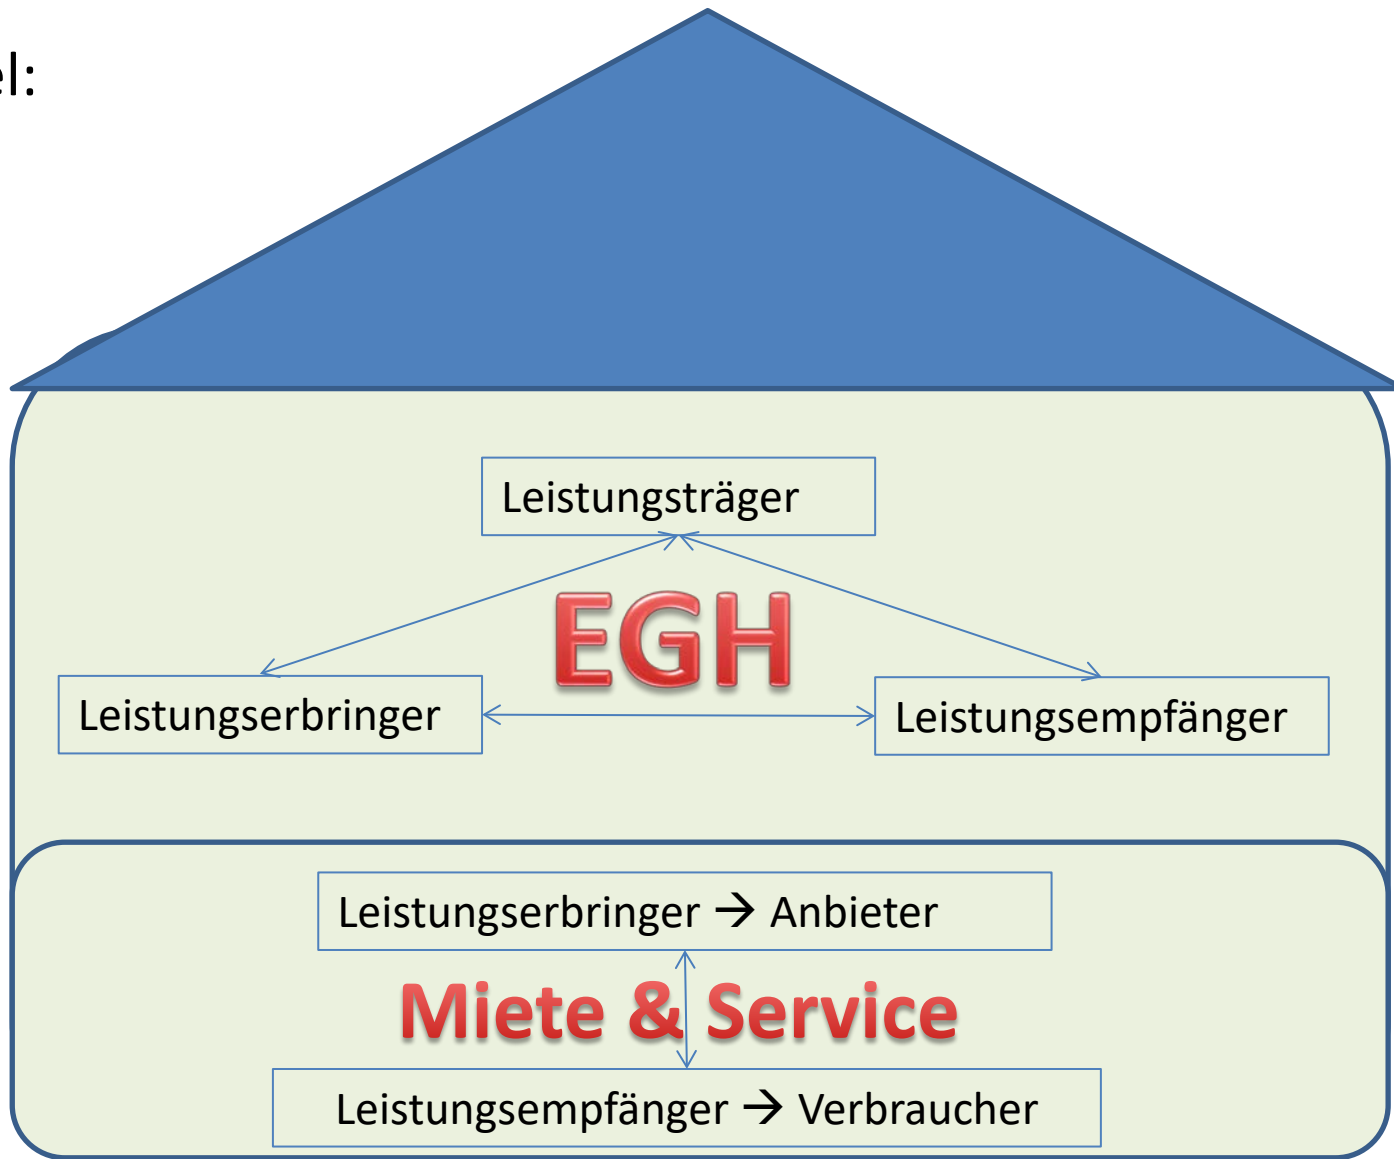 el:
Leistungsträger
EGH
Leistungserbringer
Leistungsempfänger
Leistungserbringer → Anbieter
Miete & Service
Leistungsempfänger → Verbraucher